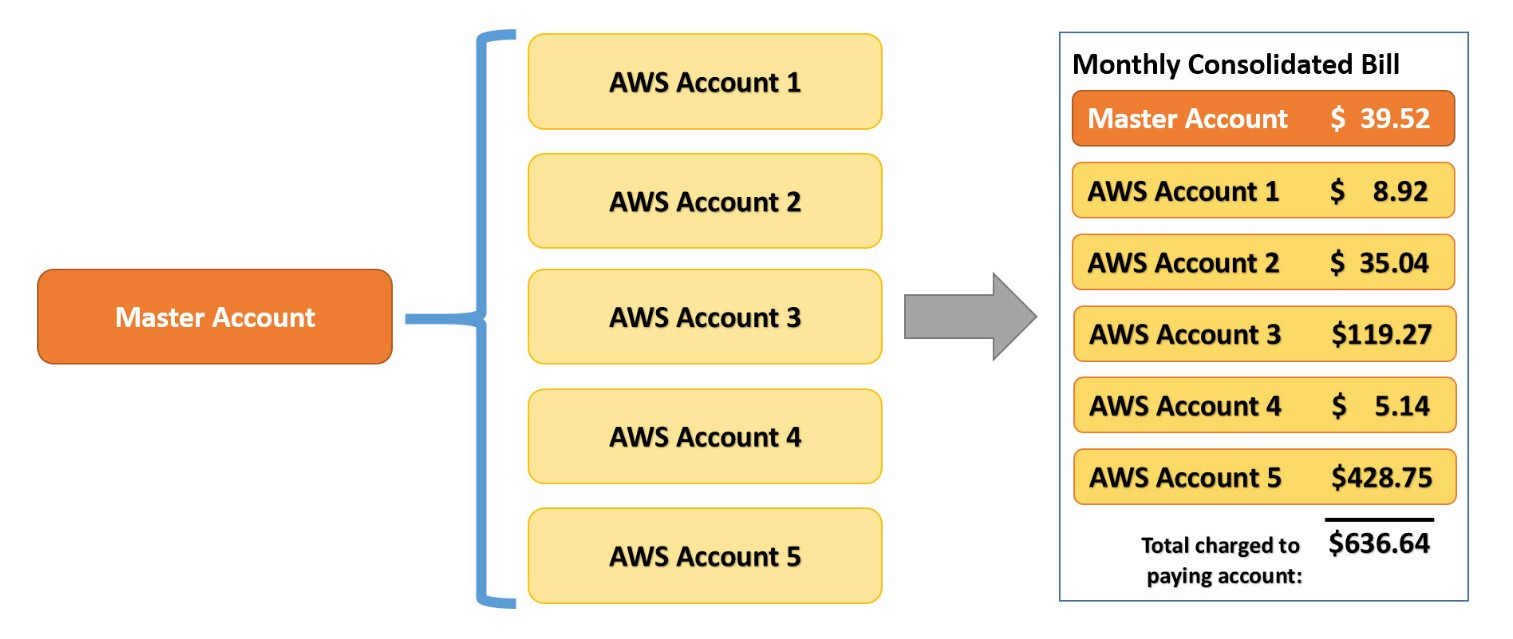 Master Account
AWS Account 1
AWS Account 2
AWS Account 3
AWS Account 4
AWS Account 5
Monthly Consolidated Bill
Master Account $ 39.52
AWS Account 1 $ 8.92
AWS Account 2 $ 35.04
AWS Account 3 $119.27
AWS Account 4 $ 5.14
AWS Account 5 $428.75
Total charged to $636.64
paying account: